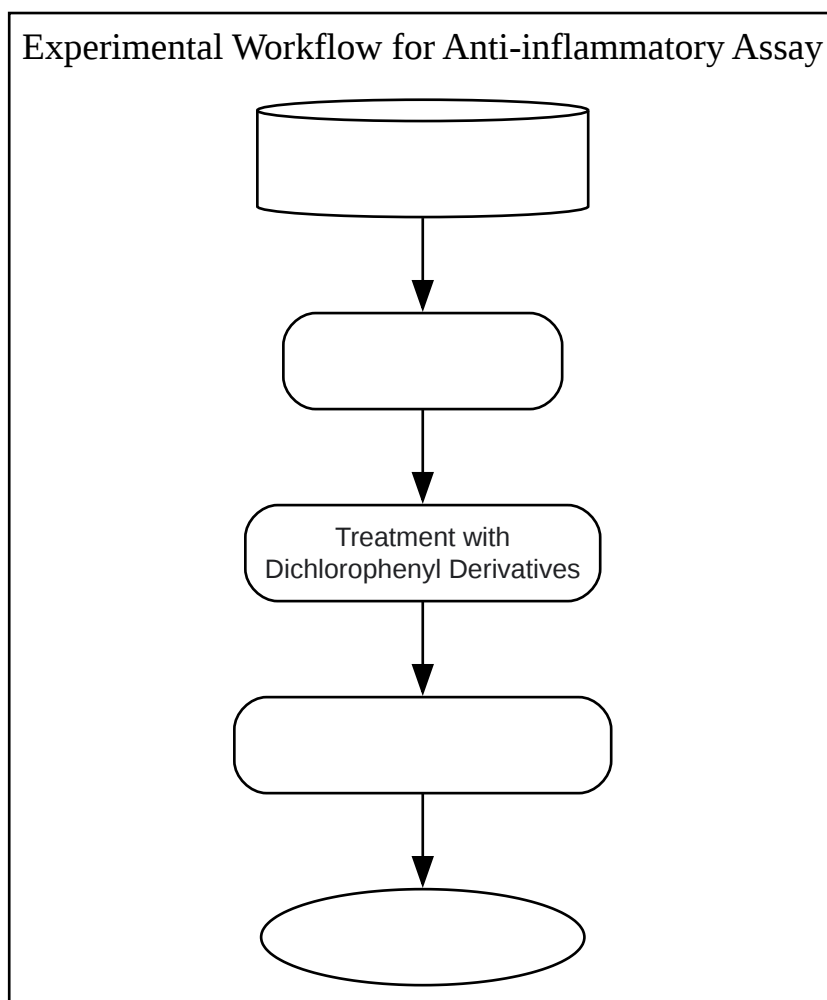 Experimental Workflow for Anti-inflammatory Assay
Treatment with
Dichlorophenyl Derivatives